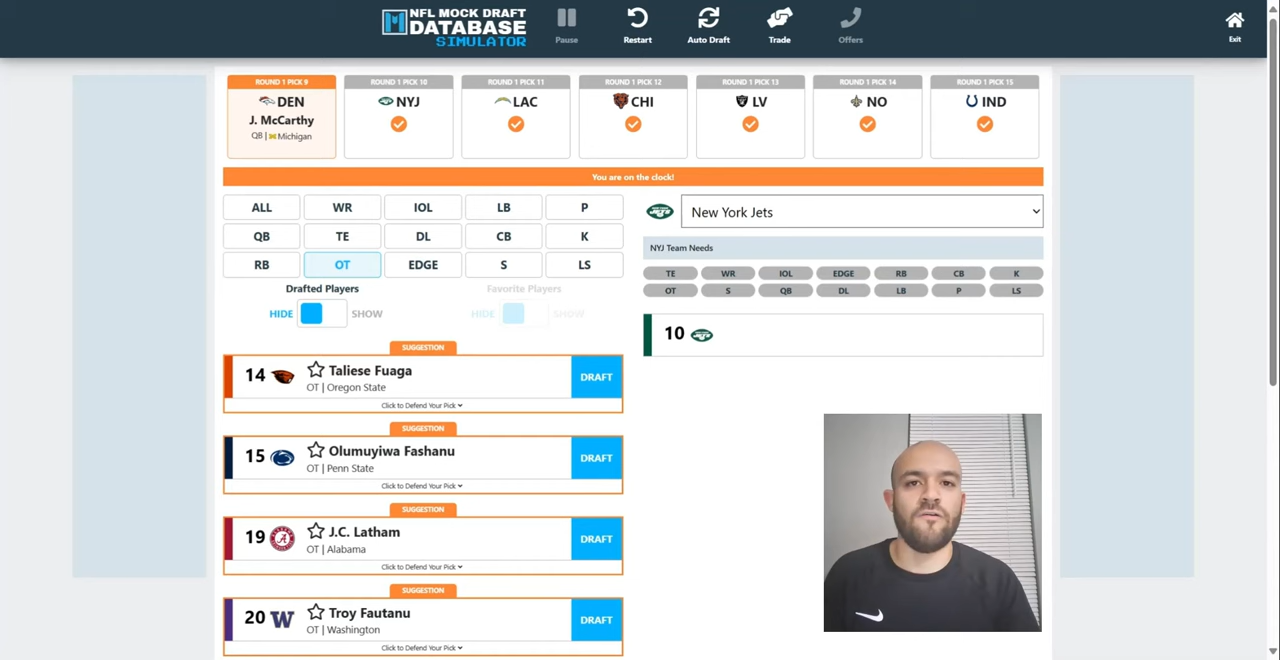 NFL MOCK DRAFT
DATABASE
SIMULATOR
Pause
Restart
Auto Draft
Trade
Offers
Exit
ROUND 1 PICK 9
DEN
J. McCarthy
QB | Michigan
ROUND 1 PICK 10
NYJ
ROUND 1 PICK 11
LAC
ROUND 1 PICK 12
CHI
ROUND 1 PICK 13
LV
ROUND 1 PICK 14
NO
ROUND 1 PICK 15
IND
You are on the clock!
ALL WR IOL LB P
QB TE DL CB K
RB OT EDGE S LS
Drafted Players
HIDE SHOW
Favorite Players
HIDE SHOW
SUGGESTION
14 Taliese Fuaga
OT | Oregon State
DRAFT
Click to Defend Your Pick
SUGGESTION
15 Olumuyiwa Fashanu
OT | Penn State
DRAFT
Click to Defend Your Pick
SUGGESTION
19 J.C. Latham
OT | Alabama
DRAFT
Click to Defend Your Pick
SUGGESTION
20 Troy Fautanu
OT | Washington
DRAFT
Click to Defend Your Pick
New York Jets
NYJ Team Needs
TE WR IOL EDGE RB CB K
OT S QB DL LB P LS
10